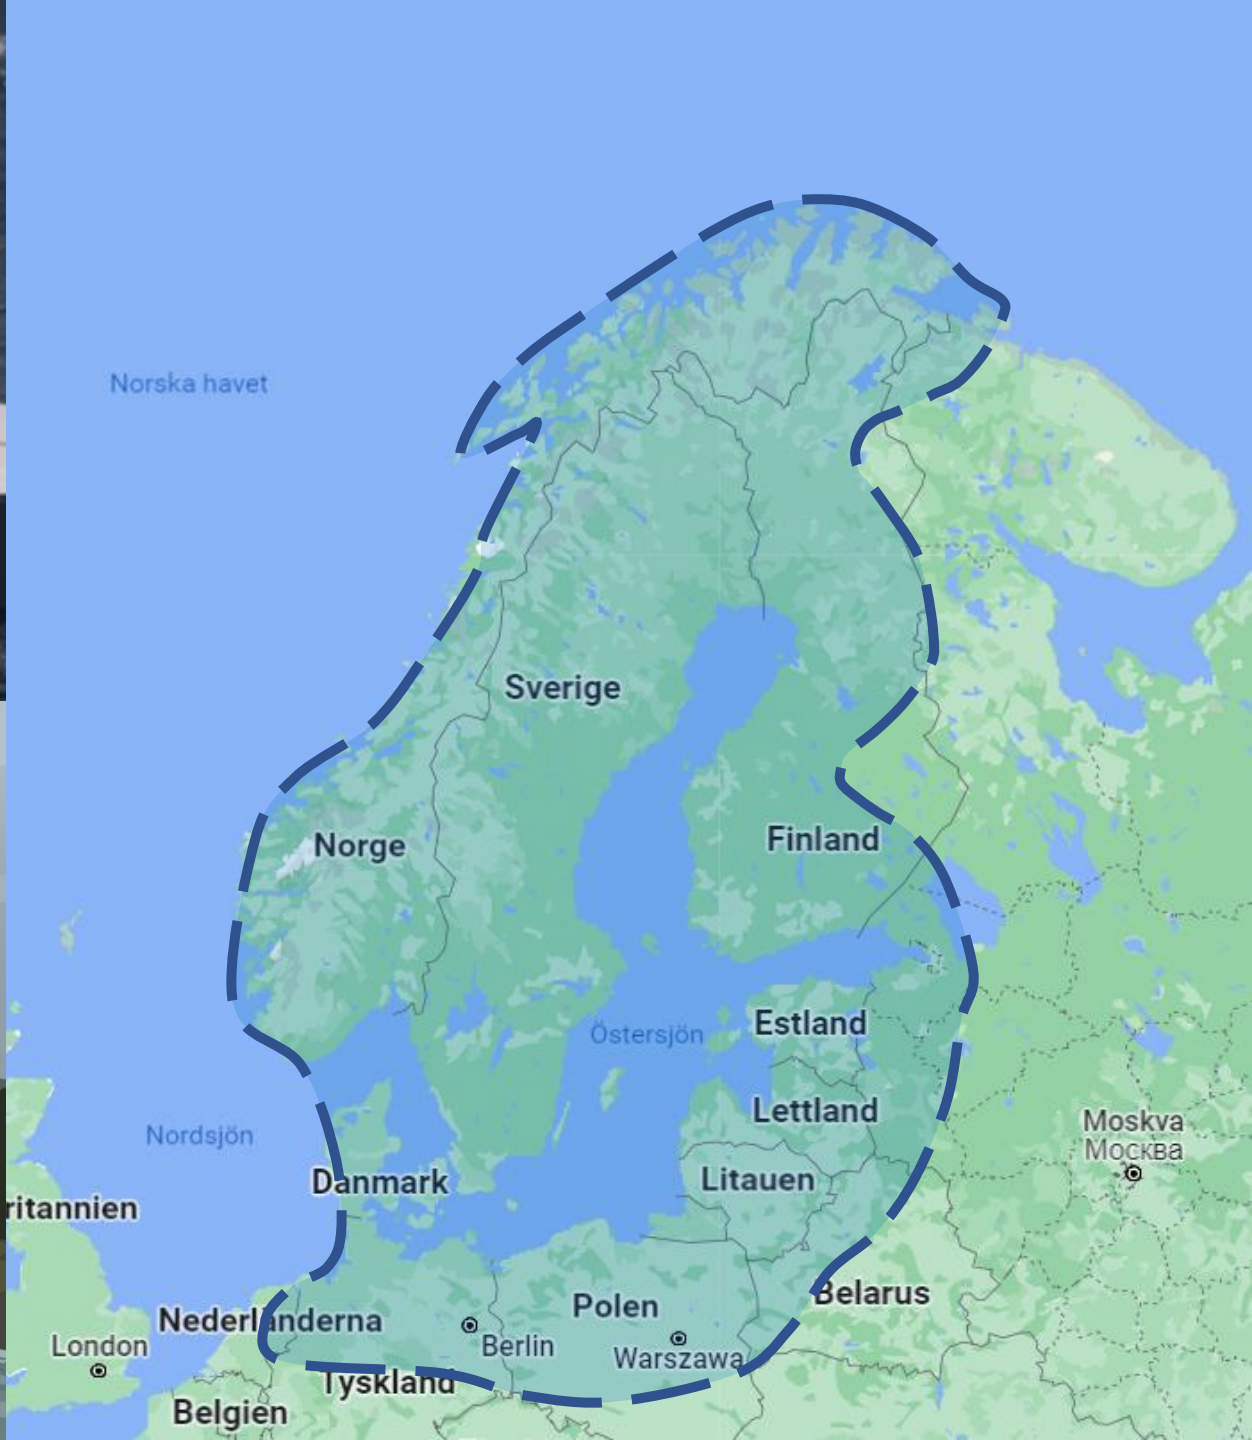 Norska havet
Sverige
Norge
Finland
Östersjön
Estland
Lettland
Moskva
Москва
Nordsjön
Danmark
Litauen
ritannien
Belarus
Polen
Nederländerna
Berlin
London
Warszawa
Tyskland
Belgien